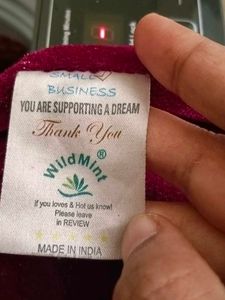 SMALL
BUSINESS
YOU ARE SUPPORTING A DREAM
Thank You
WildMint®
if you loves & Hot us know!
Please leave
in REVIEW
MADE IN INDIA